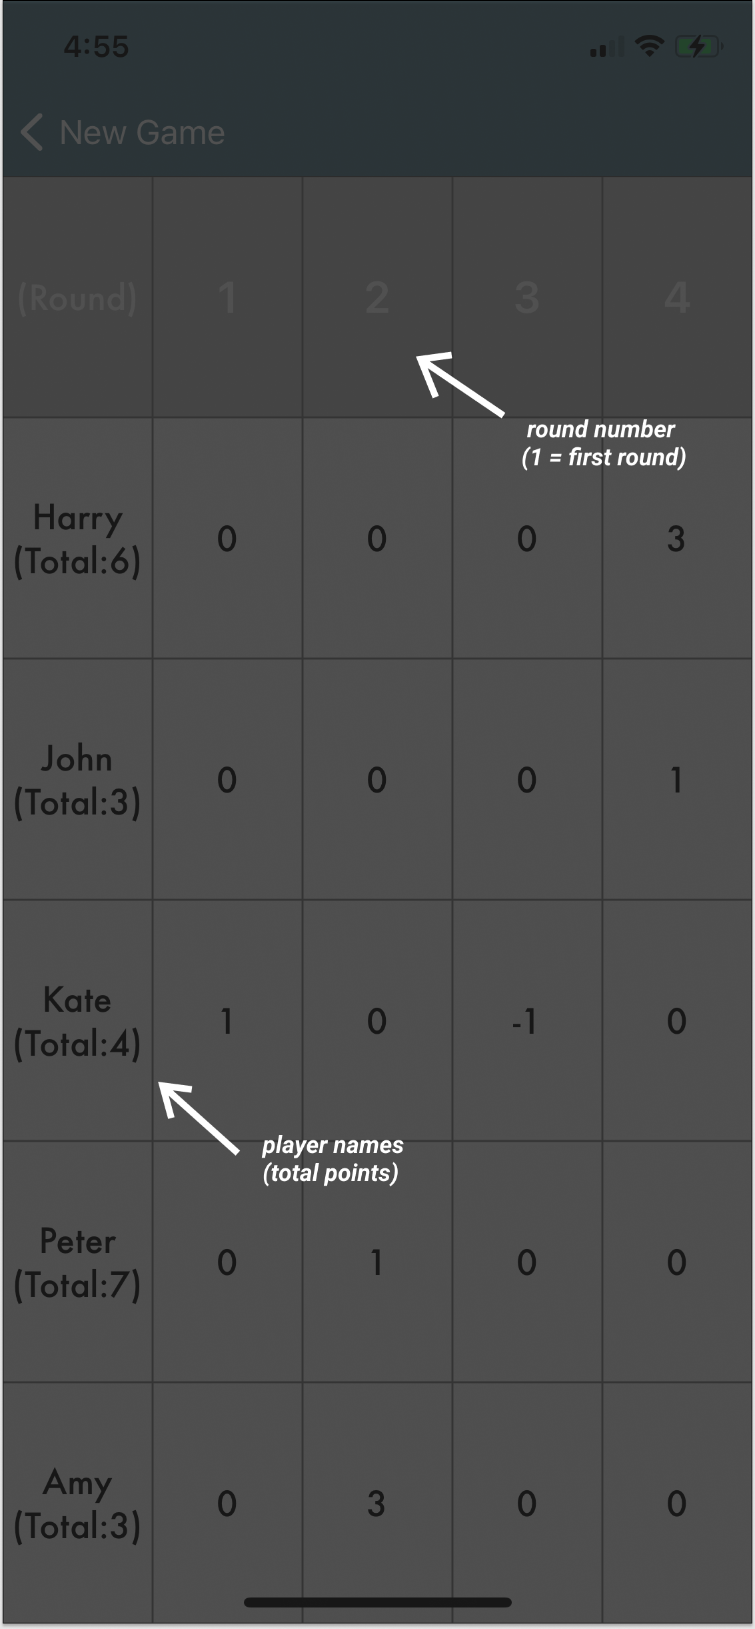 4:55
New Game
(Round) 1 2 3 4
round number
(1 = first round)
Harry
(Total:6) 0 0 0 3
John
(Total:3) 0 0 0 1
Kate
(Total:4) 1 0 -1 0
player names
(total points)
Peter
(Total:7) 0 1 0 0
Amy
(Total:3) 0 3 0 0